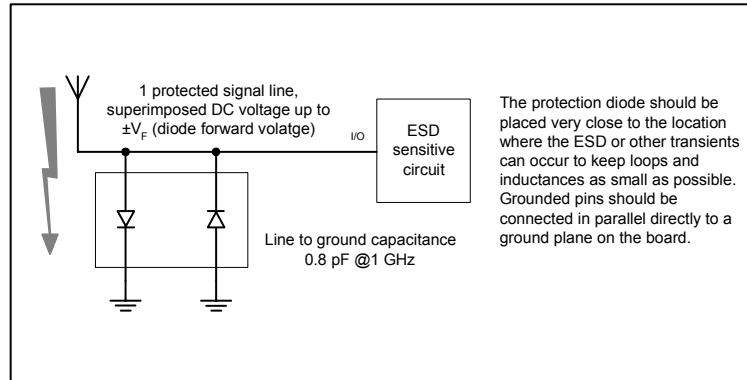 1 protected signal line,
superimposed DC voltage up to
±V_F (diode forward volatge)
I/O
ESD
sensitive
circuit
Line to ground capacitance
0.8 pF @1 GHz
The protection diode should be
placed very close to the location
where the ESD or other transients
can occur to keep loops and
inductances as small as possible.
Grounded pins should be
connected in parallel directly to a
ground plane on the board.